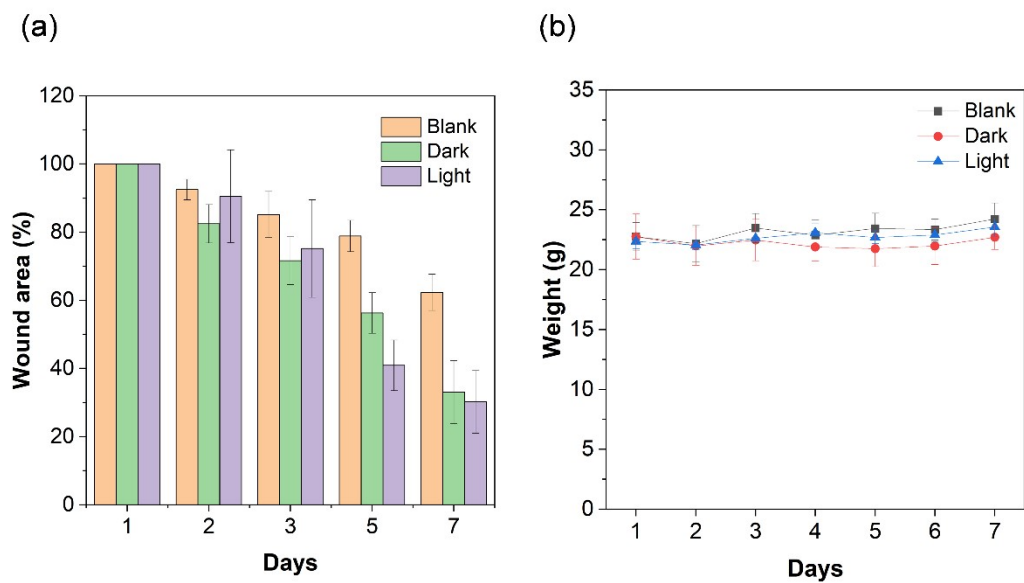 (a)
Wound area (%)
120
100
80
60
40
20
0
Blank
Dark
Light
1 2 3 5 7
Days
(b)
Weight (g)
35
30
25
20
15
10
5
0
Blank
Dark
Light
1 2 3 4 5 6 7
Days